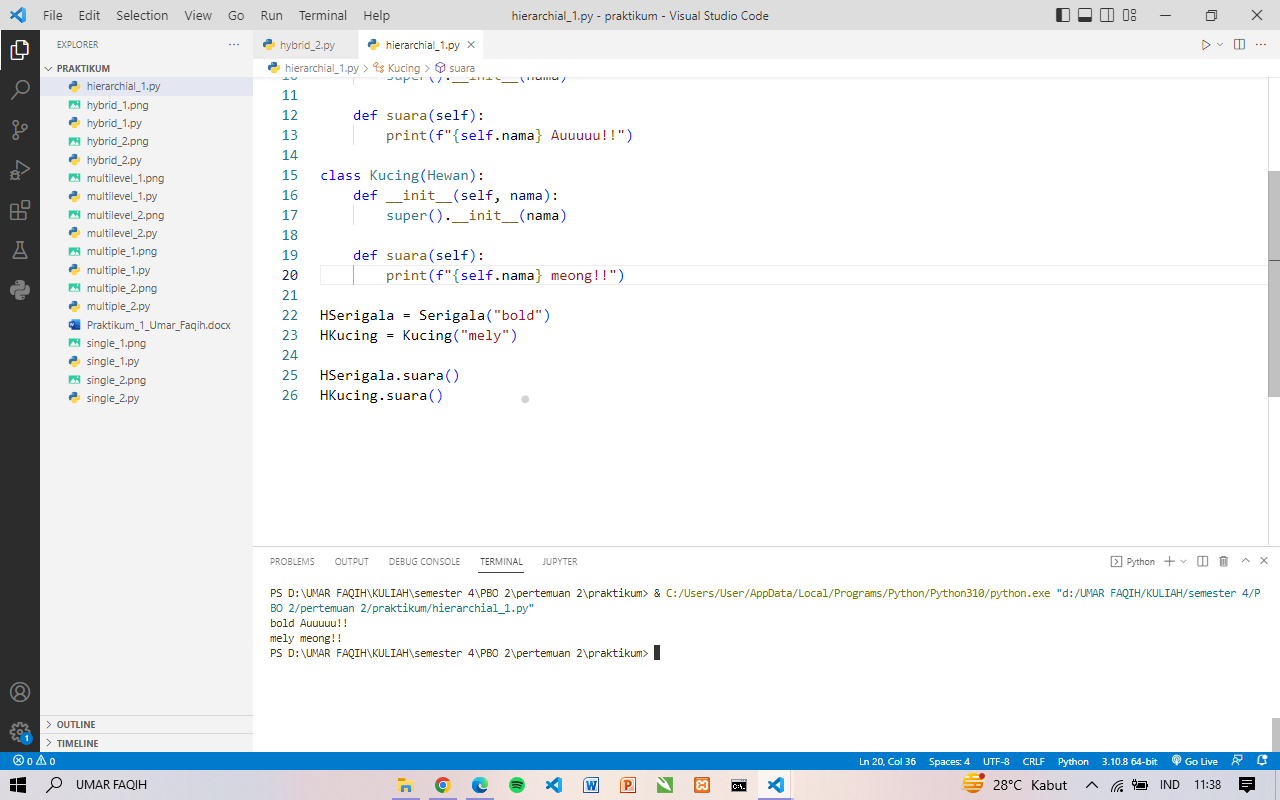 File Edit Selection View Go Run Terminal Help hierarchial_1.py - praktikum - Visual Studio Code
EXPLORER
PRAKTIKUM
hierarchial_1.py
hybrid_1.png
hybrid_1.py
hybrid_2.png
hybrid_2.py
multilevel_1.png
multilevel_1.py
multilevel_2.png
multilevel_2.py
multiple_1.png
multiple_1.py
multiple_2.png
multiple_2.py
Praktikum_1_Umar_Faqih.docx
single_1.png
single_1.py
single_2.png
single_2.py
OUTLINE
TIMELINE
hybrid_2.py hierarchial_1.py
hierarchial_1.py > Kucing > suara
10 super().__init__(nama)
11
12 def suara(self):
13 print(f"{self.nama} Auuuuu!!")
14
15 class Kucing(Hewan):
16 def __init__(self, nama):
17 super().__init__(nama)
18
19 def suara(self):
20 print(f"{self.nama} meong!!")
21
22 HSerigala = Serigala("bold")
23 HKucing = Kucing("mely")
24
25 HSerigala.suara()
26 HKucing.suara()
PROBLEMS OUTPUT DEBUG CONSOLE TERMINAL JUPYTER Python
PS D:\UMAR FAQIH\KULIAH\semester 4\PBO 2\pertemuan 2\praktikum> & C:/Users/User/AppData/Local/Programs/Python/Python310/python.exe "d:/UMAR FAQIH/KULIAH/semester 4/P
BO 2/pertemuan 2/praktikum/hierarchial_1.py"
bold Auuuuu!!
mely meong!!
PS D:\UMAR FAQIH\KULIAH\semester 4\PBO 2\pertemuan 2\praktikum>
1
0 0 Ln 20, Col 36 Spaces: 4 UTF-8 CRLF Python 3.10.8 64-bit Go Live
UMAR FAQIH 28°C Kabut IND 11:38